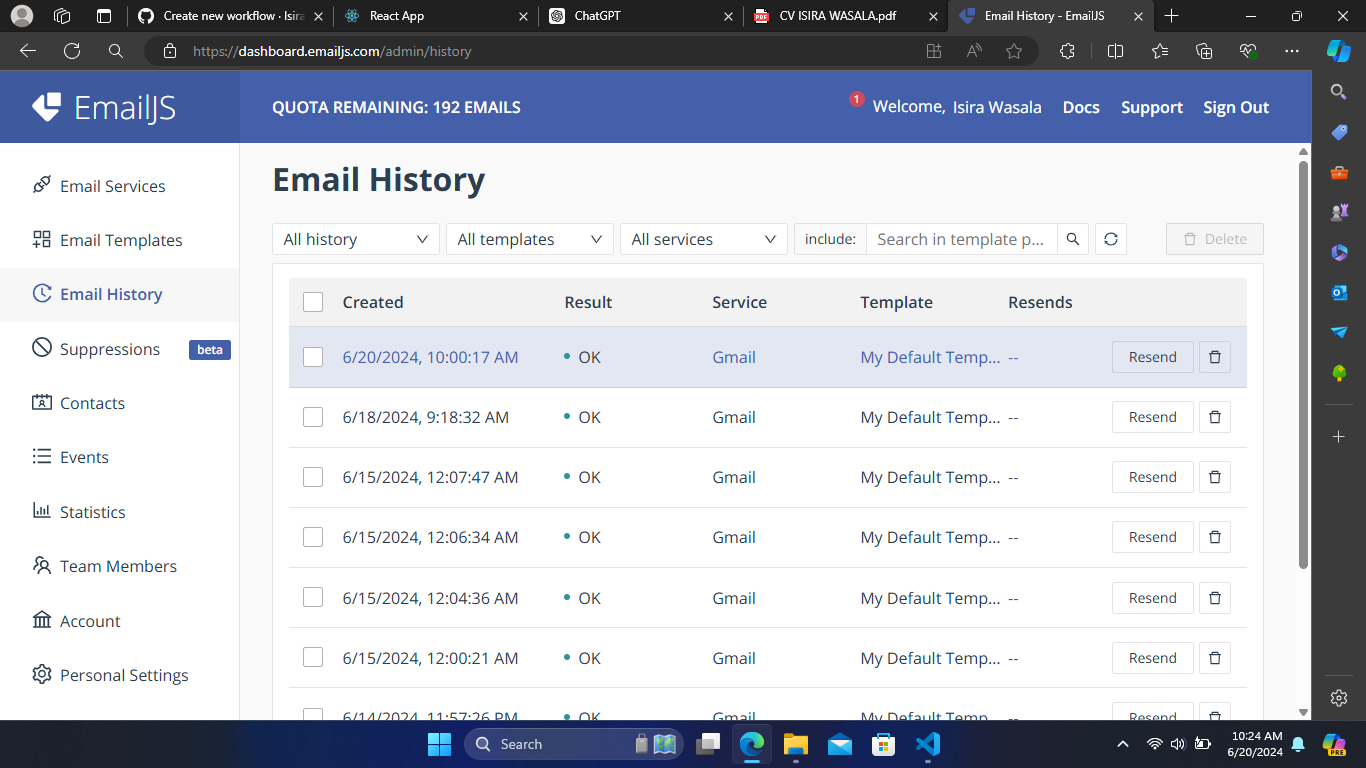 Create new workflow · Isira
React App
ChatGPT
CV ISIRA WASALA.pdf
Email History - EmailJS
https://dashboard.emailjs.com/admin/history
EmailJS
QUOTA REMAINING: 192 EMAILS
1
Welcome, Isira Wasala
Docs
Support
Sign Out
Email Services
Email Templates
Email History
Suppressions
beta
Contacts
Events
Statistics
Team Members
Account
Personal Settings
Email History
All history
All templates
All services
include:
Search in template p...
Delete
Created Result Service Template Resends
6/20/2024, 10:00:17 AM OK Gmail My Default Temp... -- Resend
6/18/2024, 9:18:32 AM OK Gmail My Default Temp... -- Resend
6/15/2024, 12:07:47 AM OK Gmail My Default Temp... -- Resend
6/15/2024, 12:06:34 AM OK Gmail My Default Temp... -- Resend
6/15/2024, 12:04:36 AM OK Gmail My Default Temp... -- Resend
6/15/2024, 12:00:21 AM OK Gmail My Default Temp... -- Resend
6/14/2024, 11:57:26 PM OK Gmail My Default Temp... -- Resend
Search
10:24 AM
6/20/2024
PRE